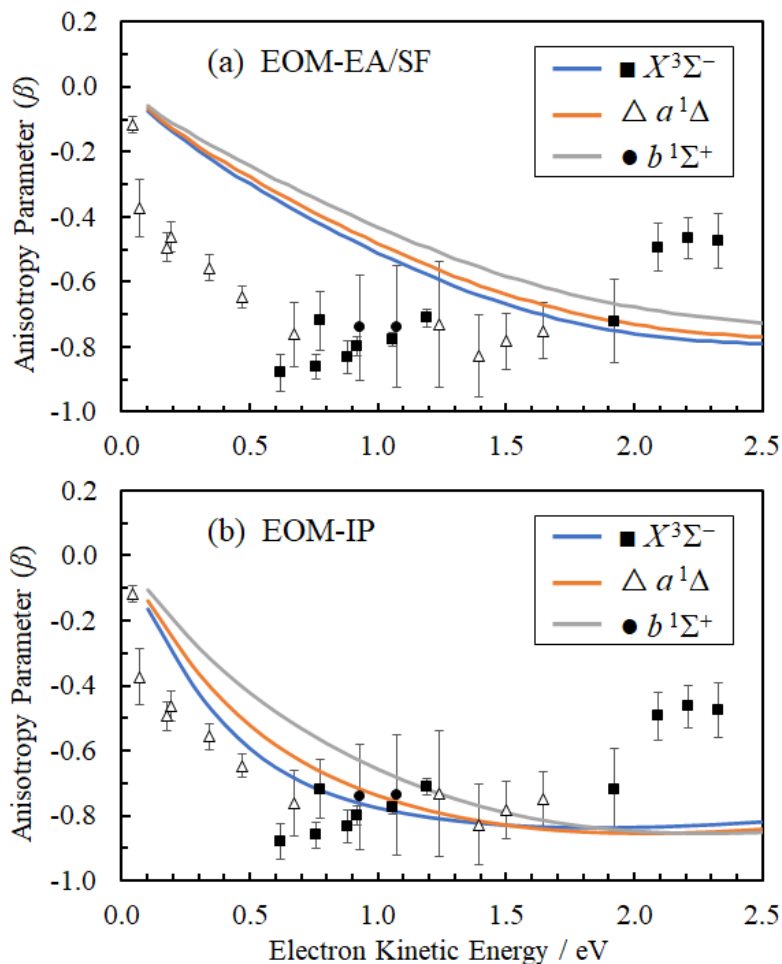 (a) EOM-EA/SF
■ X³Σ⁻
△ a¹Δ
● b¹Σ⁺
Anisotropy Parameter (β)
0.2
0.0
-0.2
-0.4
-0.6
-0.8
-1.0
0.0 0.5 1.0 1.5 2.0 2.5
(b) EOM-IP
■ X³Σ⁻
△ a¹Δ
● b¹Σ⁺
Anisotropy Parameter (β)
0.2
0.0
-0.2
-0.4
-0.6
-0.8
-1.0
0.0 0.5 1.0 1.5 2.0 2.5
Electron Kinetic Energy / eV